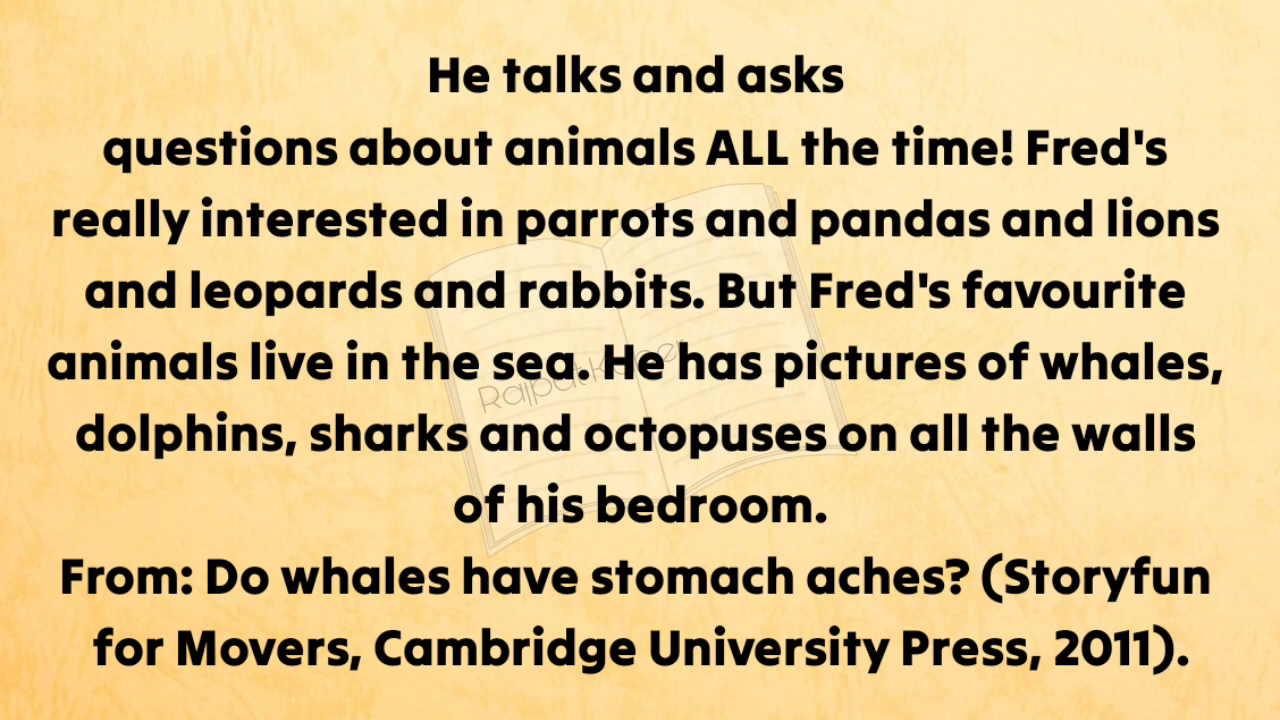 He talks and asks
questions about animals ALL the time! Fred's
really interested in parrots and pandas and lions
and leopards and rabbits. But Fred's favourite
animals live in the sea. He has pictures of whales,
dolphins, sharks and octopuses on all the walls
of his bedroom.
From: Do whales have stomach aches? (Storyfun
for Movers, Cambridge University Press, 2011).